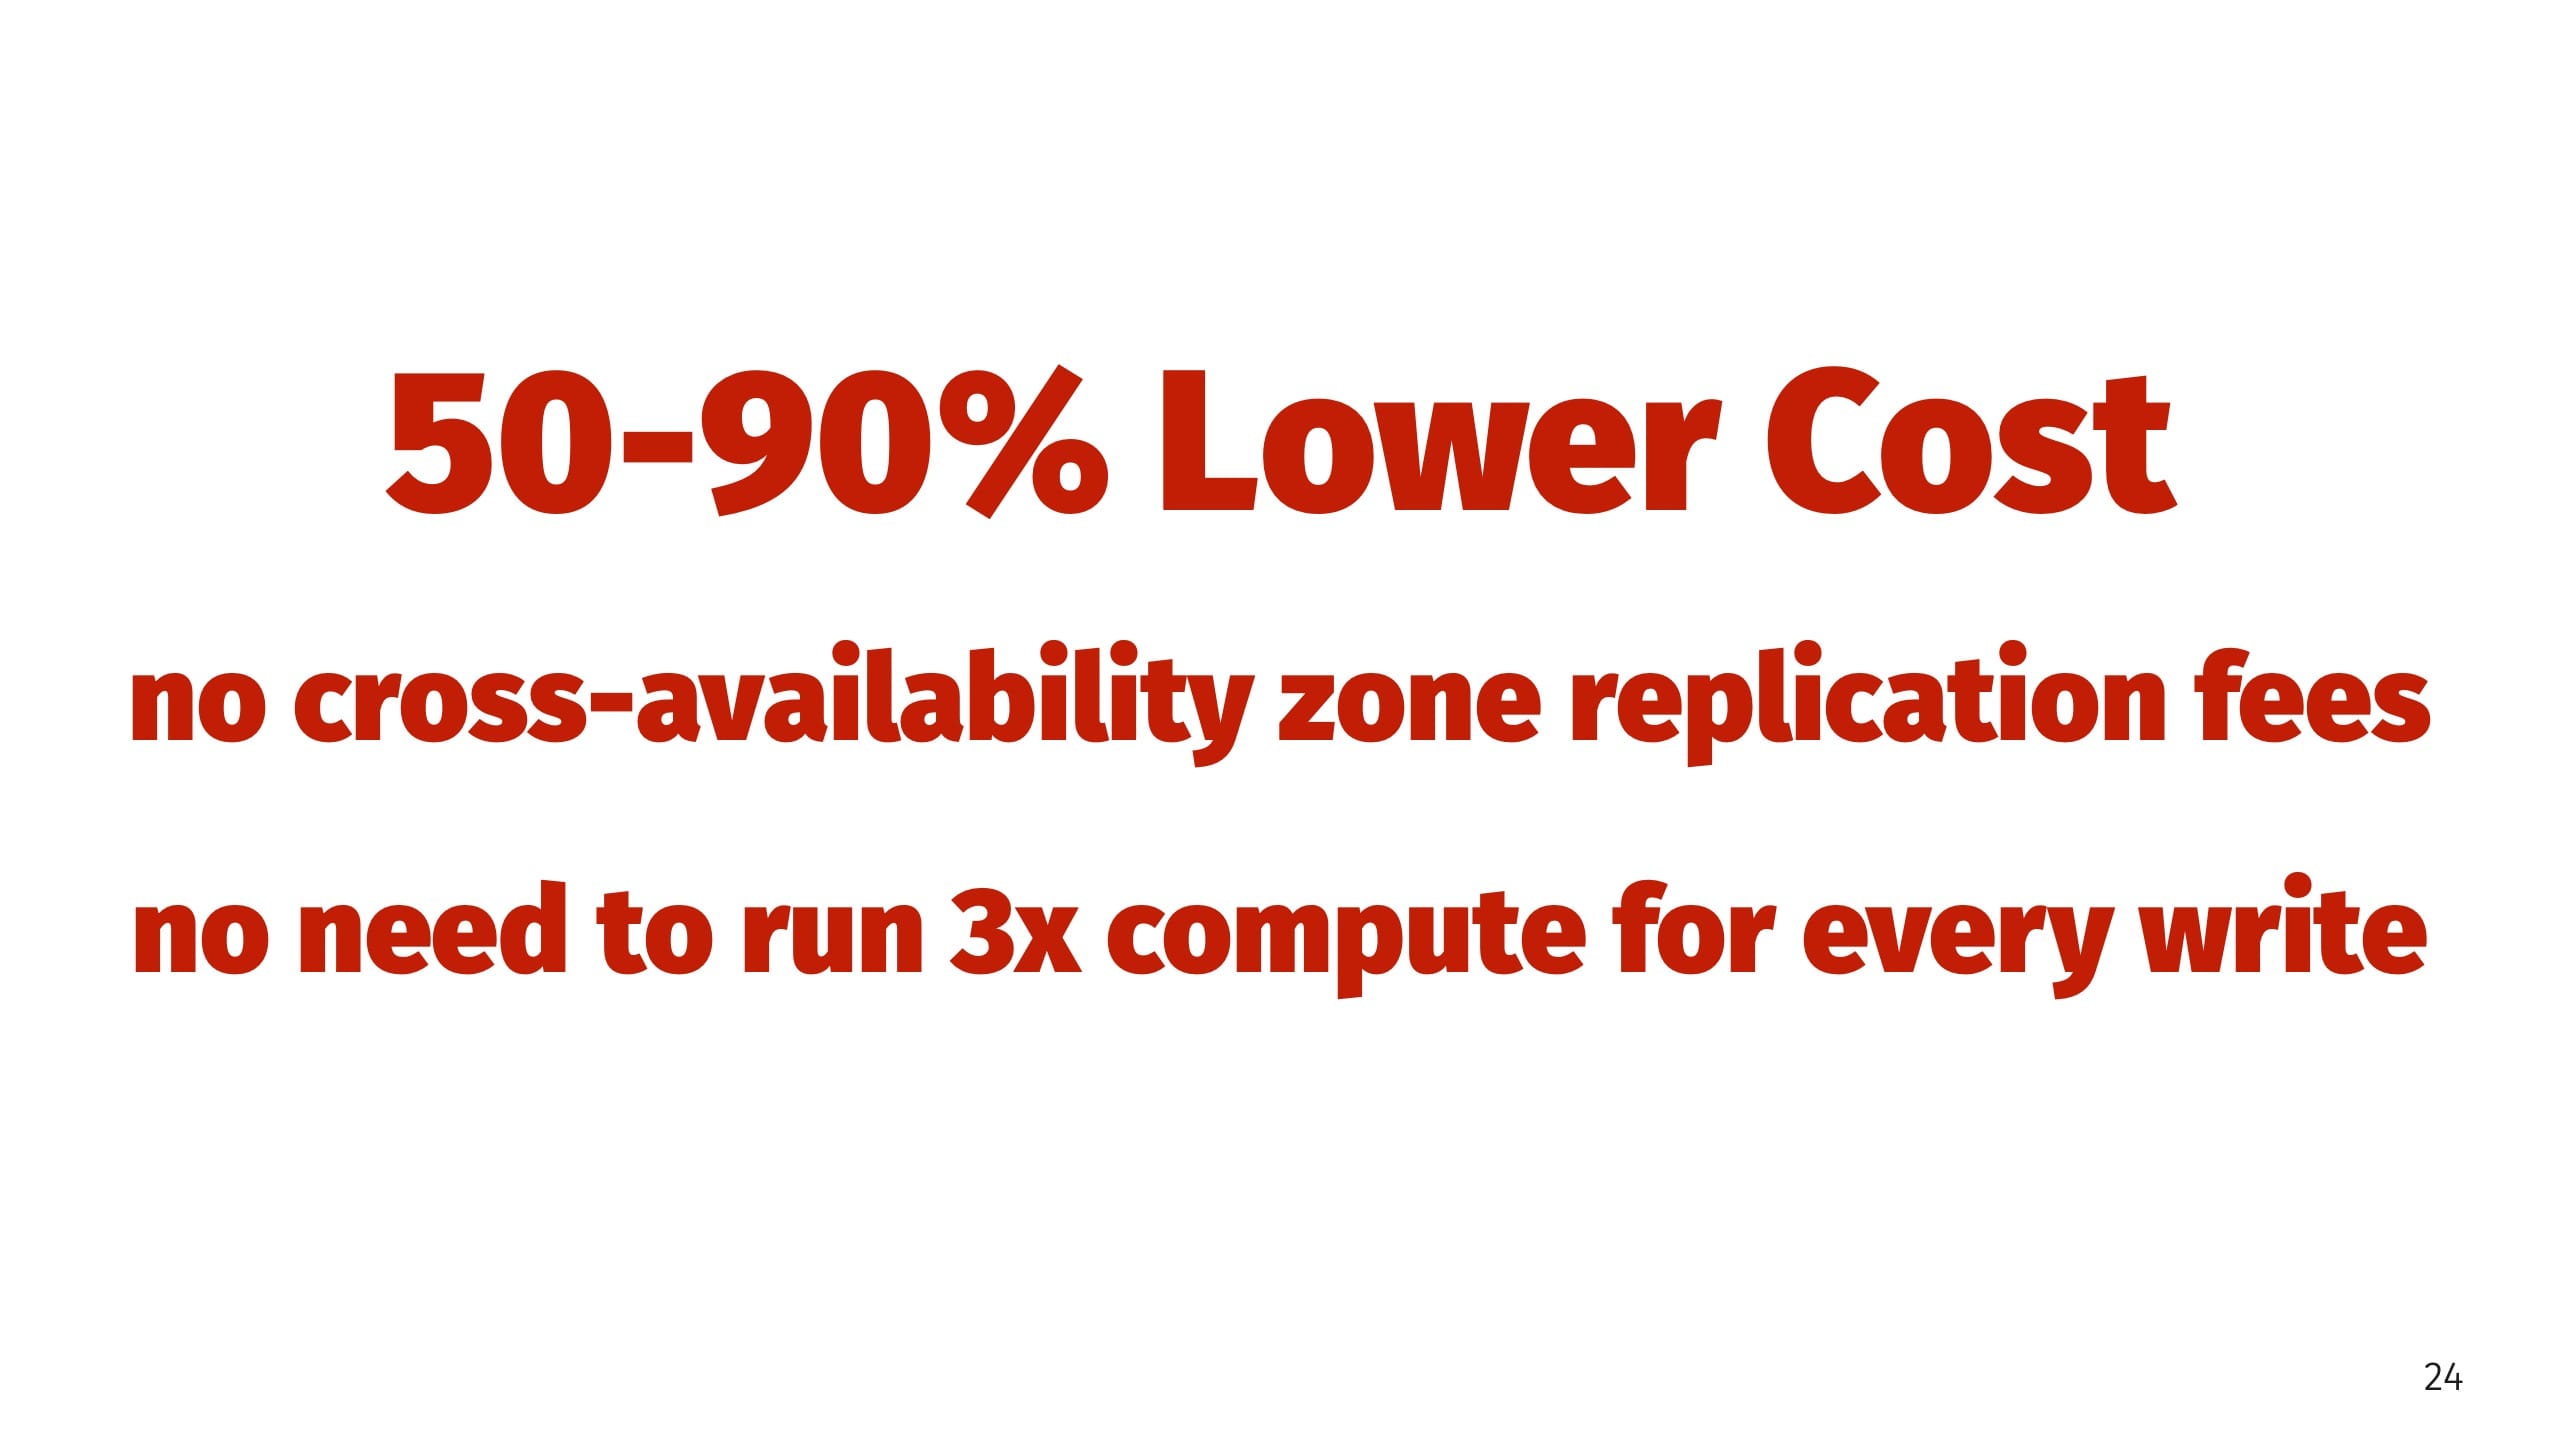 50-90% Lower Cost
no cross-availability zone replication fees
no need to run 3x compute for every write
24